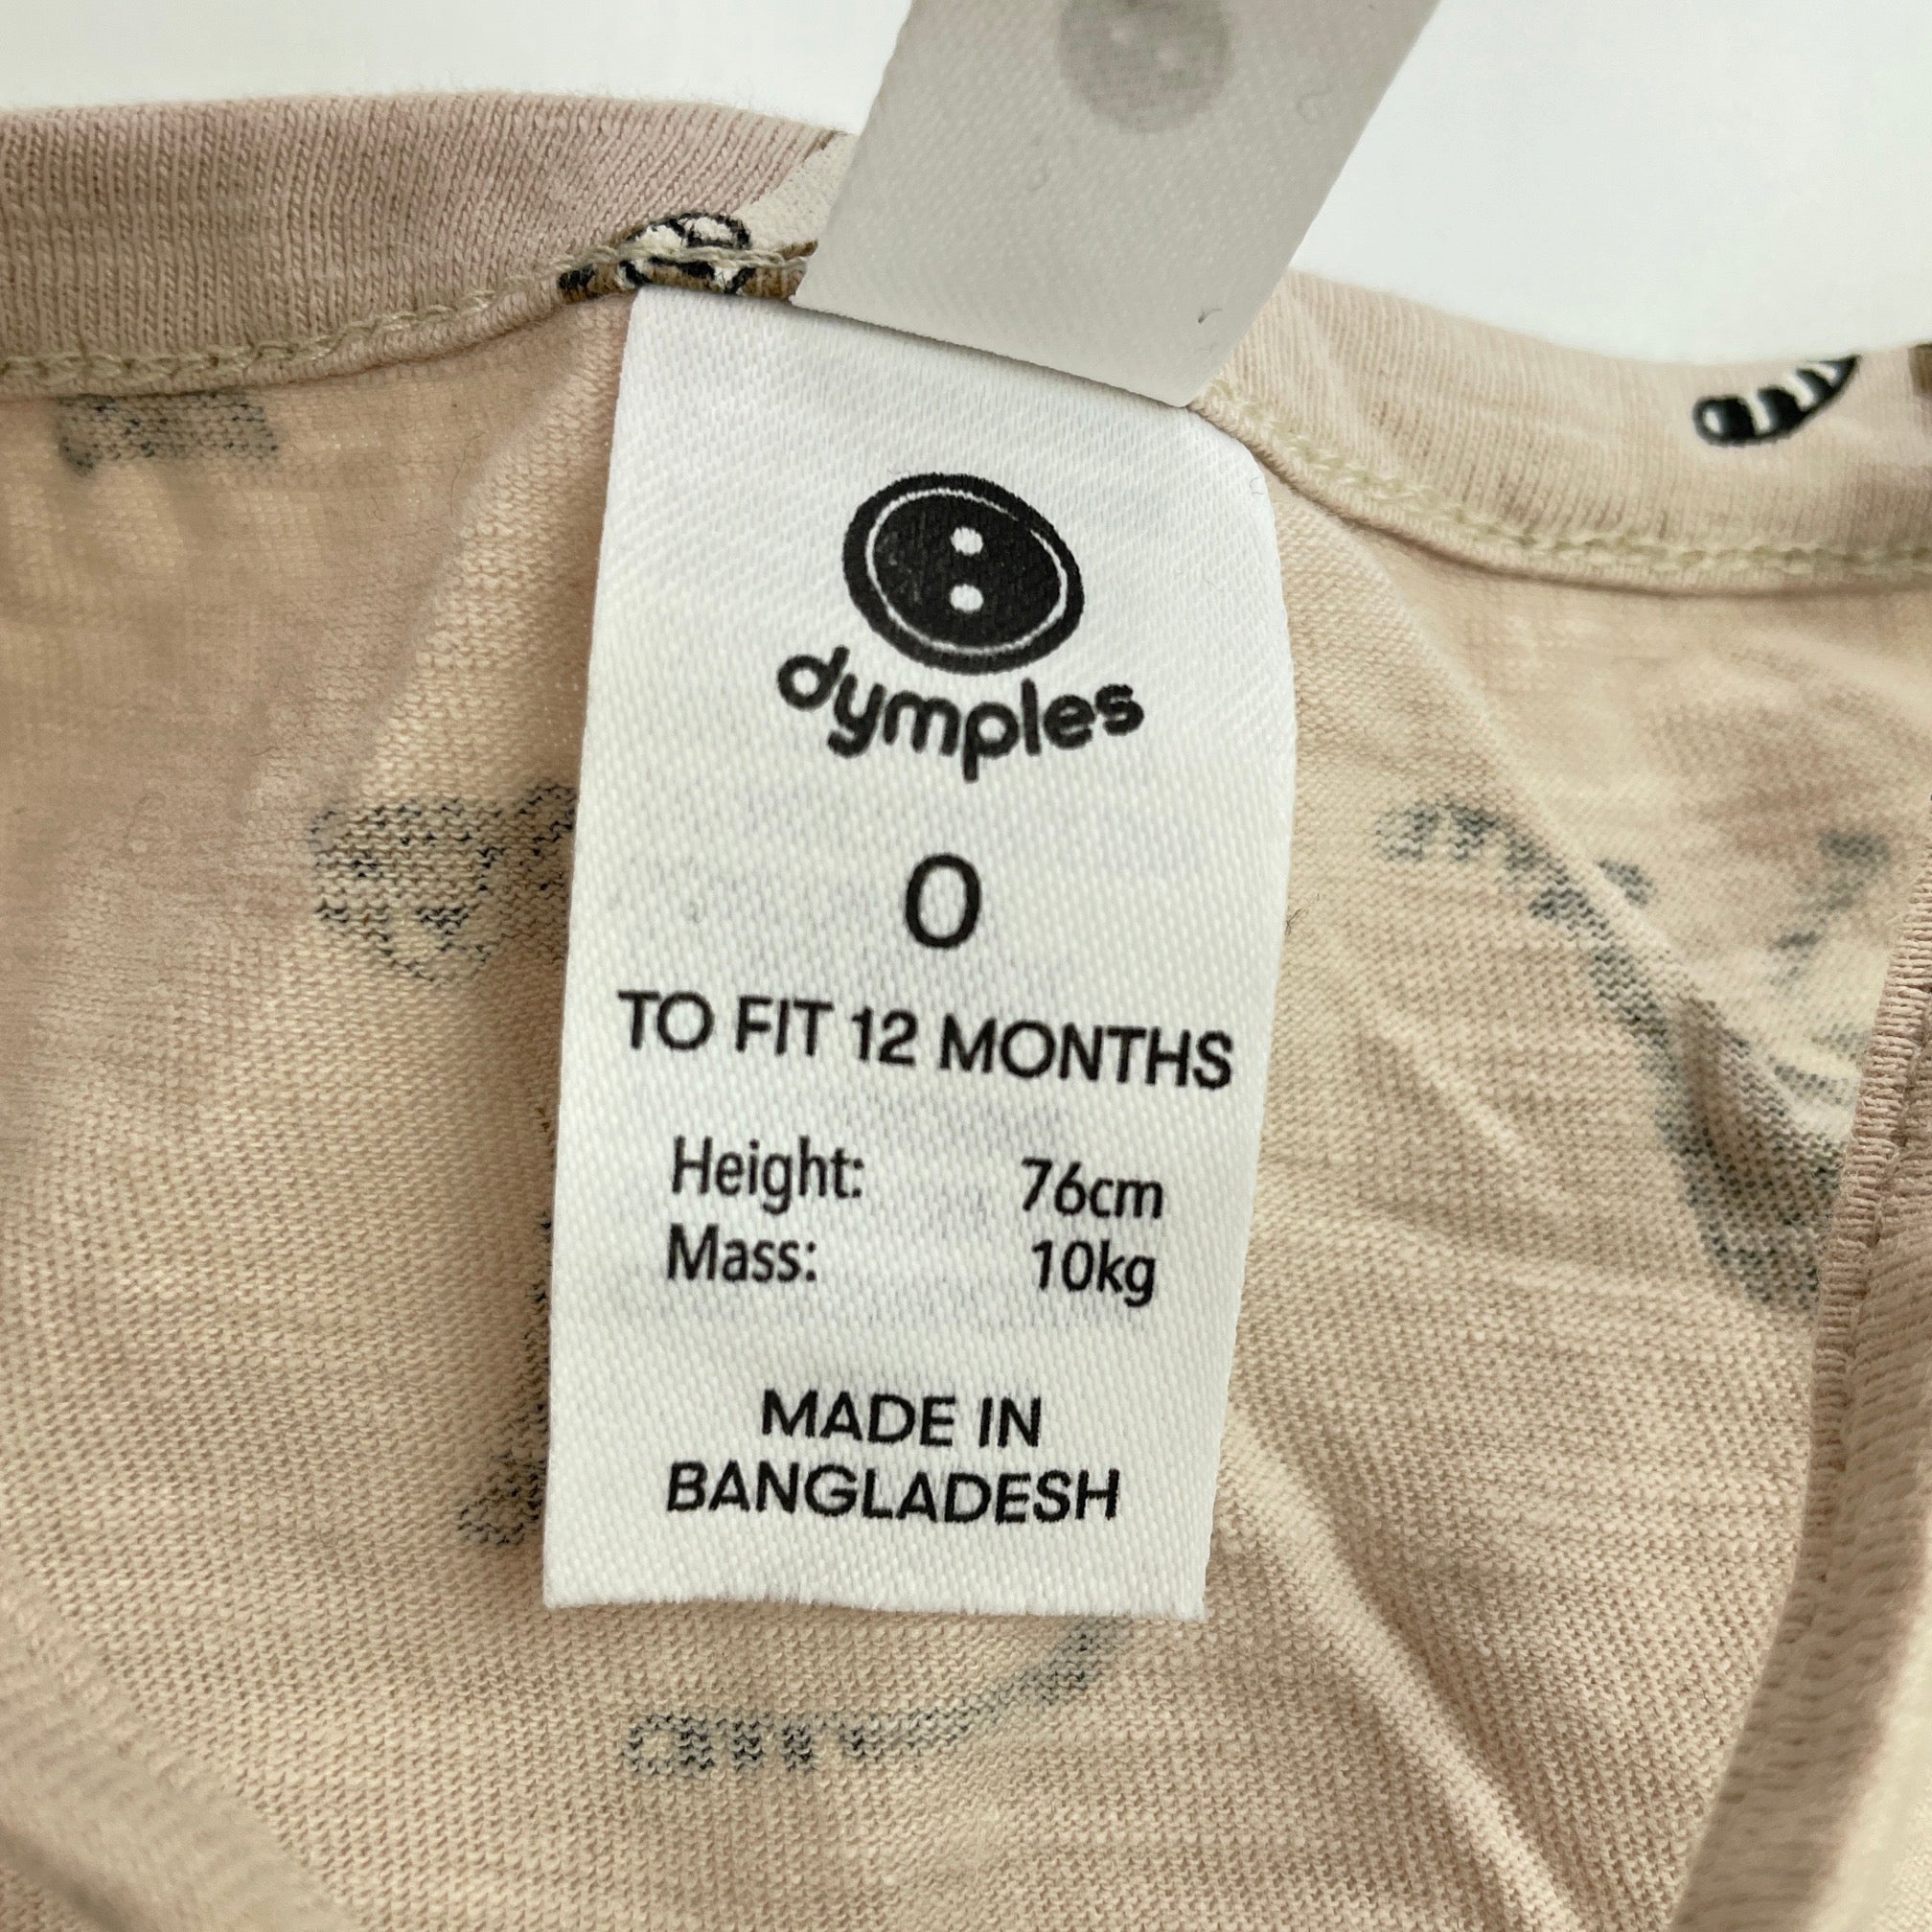 dymples
0
TO FIT 12 MONTHS
Height: 76cm
Mass: 10kg
MADE IN
BANGLADESH